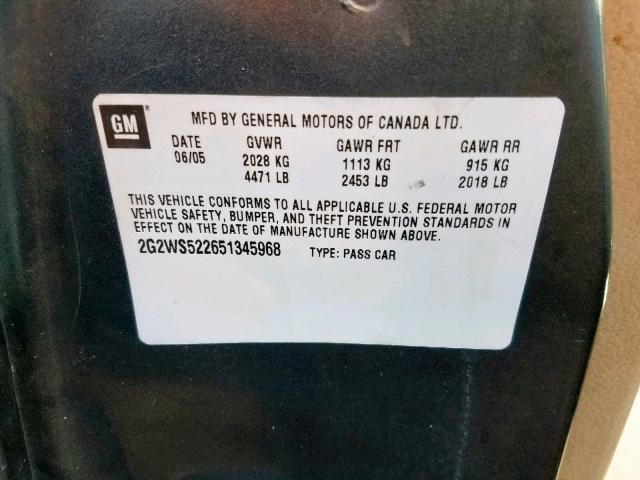 GM ®
MFD BY GENERAL MOTORS OF CANADA LTD.
DATE GVWR GAWR FRT GAWR RR
06/05 2028 KG 1113 KG 915 KG
4471 LB 2453 LB 2018 LB
THIS VEHICLE CONFORMS TO ALL APPLICABLE U.S. FEDERAL MOTOR
VEHICLE SAFETY, BUMPER, AND THEFT PREVENTION STANDARDS IN
EFFECT ON THE DATE OF MANUFACTURE SHOWN ABOVE.
2G2WS522651345968 TYPE: PASS CAR